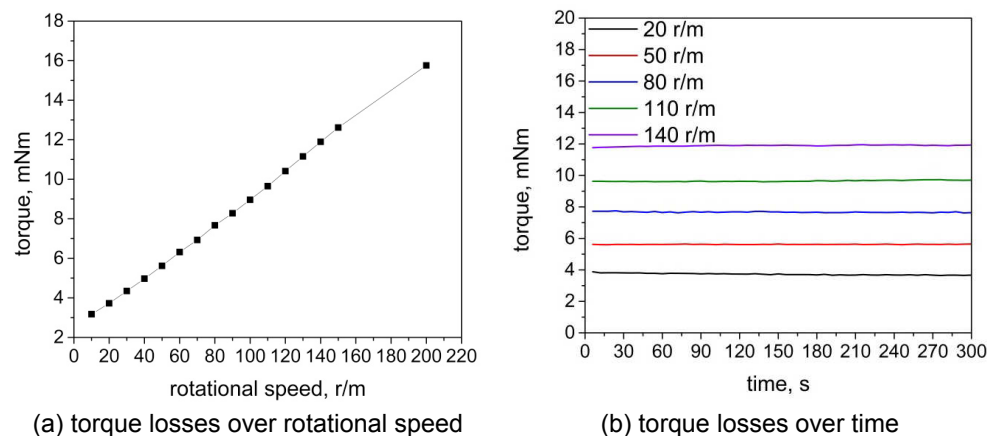 18
16
14
12
10
8
6
4
2
torque, mNm
0 20 40 60 80 100 120 140 160 180 200 220
rotational speed, r/m
(a) torque losses over rotational speed
20
18
16
14
12
10
8
6
4
2
0
torque, mNm
20 r/m
50 r/m
80 r/m
110 r/m
140 r/m
0 30 60 90 120 150 180 210 240 270 300
time, s
(b) torque losses over time